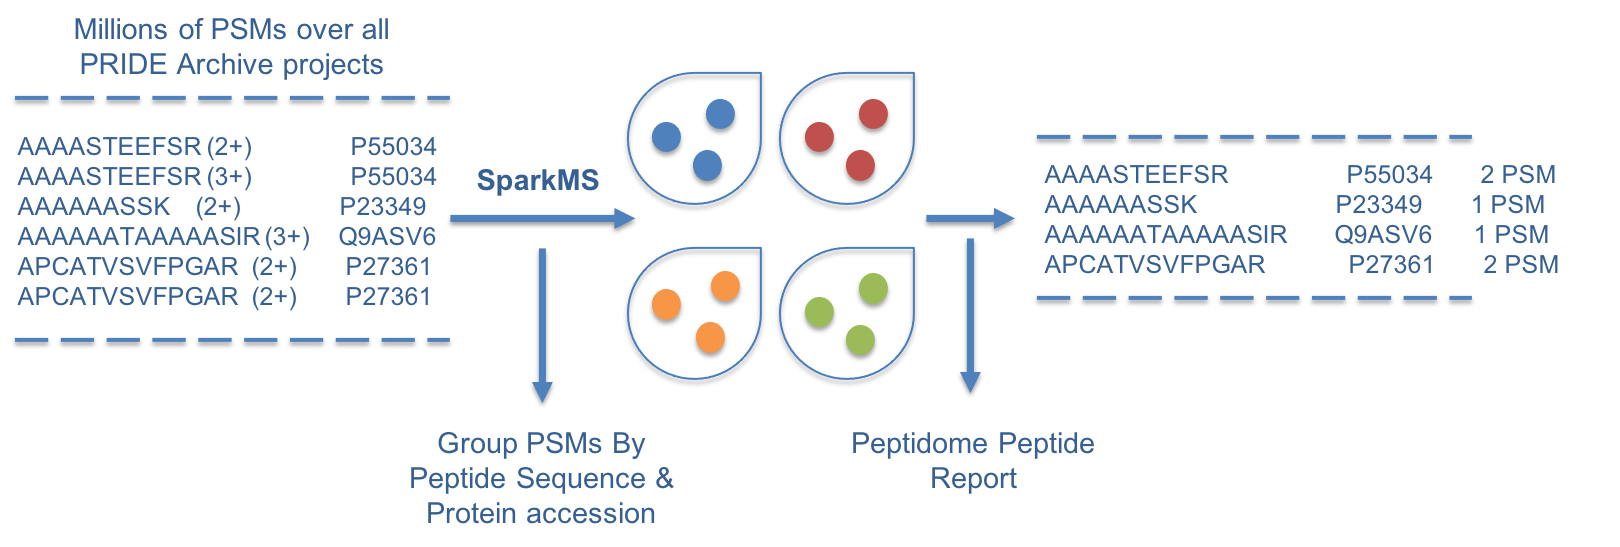 Millions of PSMs over all
PRIDE Archive projects
AAAASTEEFSR (2+) P55034
AAAASTEEFSR (3+) P55034
AAAAAASSK (2+) P23349
AAAAAATAAAAASIR (3+) Q9ASV6
APCATVSVFPGAR (2+) P27361
APCATVSVFPGAR (2+) P27361
SparkMS
Group PSMs By
Peptide Sequence &
Protein accession
AAAASTEEFSR P55034 2 PSM
AAAAAASSK P23349 1 PSM
AAAAAATAAAAASIR Q9ASV6 1 PSM
APCATVSVFPGAR P27361 2 PSM
Peptidome Peptide
Report